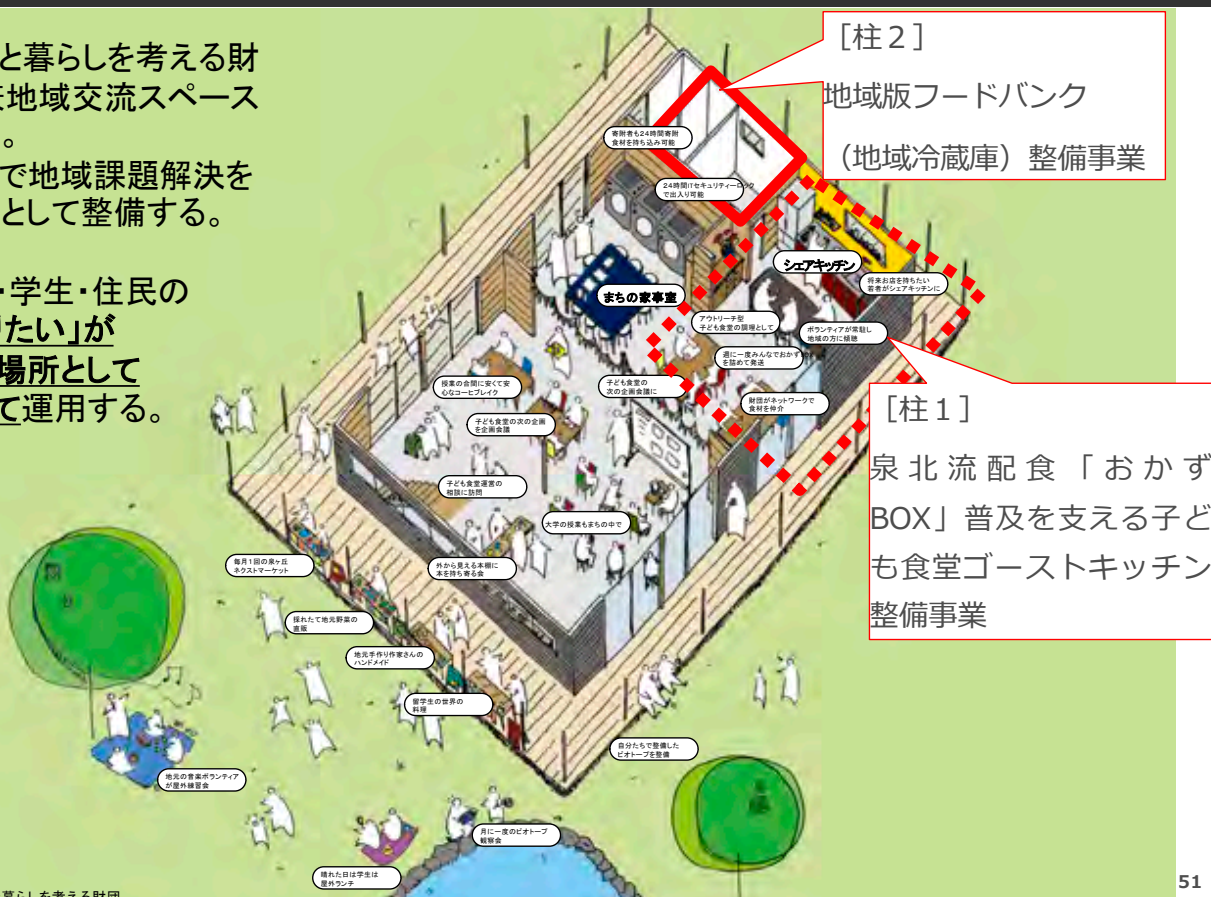 と暮らしを考える財
地域交流スペース
。
で地域課題解決を
として整備する。
・学生・住民の
りたい」が
場所として
て運用する。
［柱２］
地域版フードバンク
（地域冷蔵庫）整備事業
寄附者も24時間寄附
食材を持ち込み可能
24時間ITセキュリティーロック
で出入り可能
シェアキッチン
将来お店を持ちたい
若者がシェアキッチンに
まちの家事室
アウトリーチ型
子ども食堂の調理として
ボランティアが常駐し
地域の方に傾聴
週に一度みんなでおかず
を詰めて発送
授業の合間に安くて安
心なコーヒーブレイク
子ども食堂の
次の企画会議に
財団がネットワークで
食材を仲介
子ども食堂の次の企画
を企画会議
［柱１］
泉北流配食「おかず
BOX」普及を支える子ど
も食堂ゴーストキッチン
整備事業
子ども食堂運営の
相談に訪問
大学の授業もまちの中で
毎月1回の泉ヶ丘
ネクストマーケット
外から見える本棚に
本を持ち寄る会
採れたて地元野菜の
直販
地元手作り作家さんの
ハンドメイド
留学生の世界の
料理
自分たちで整備した
ビオトープを整備
地元の音楽ボランティア
が屋外練習会
月に一度のビオトープ
観察会
晴れた日は学生は
屋外ランチ
暮らしを考える財団
51